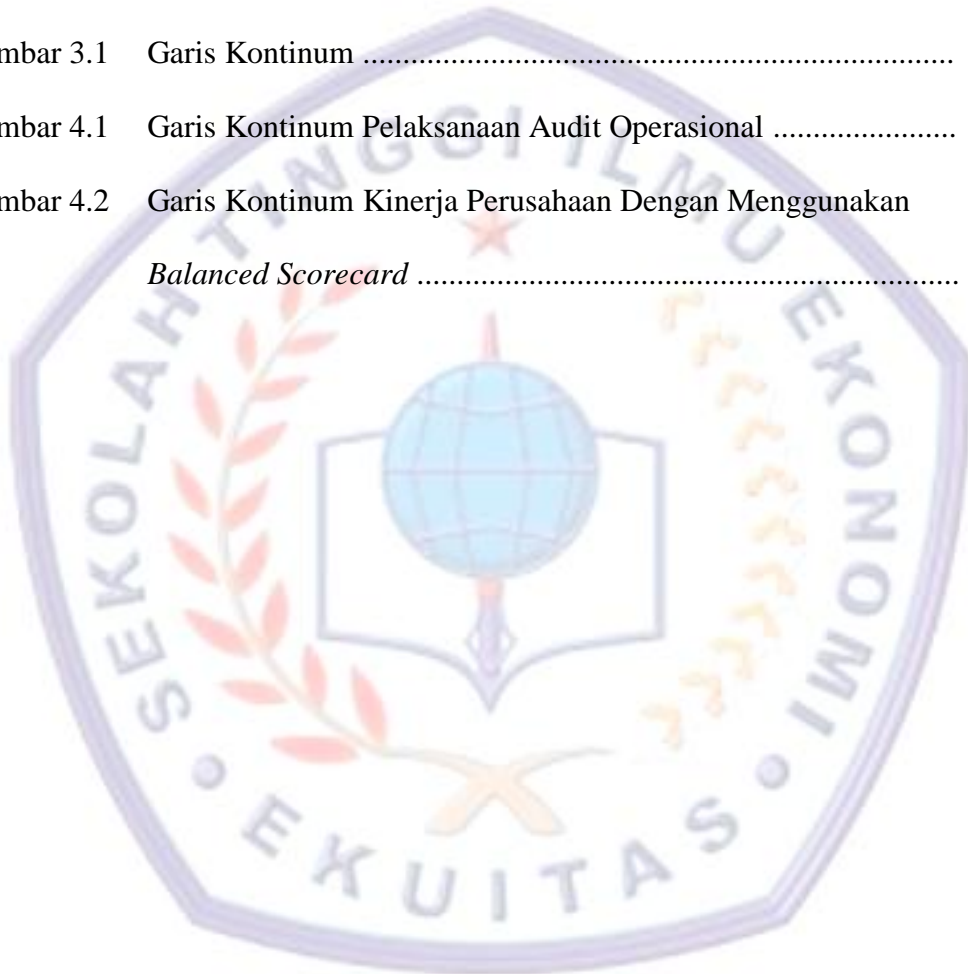 mbar 3.1 Garis Kontinum ..........................................................................
mbar 4.1 Garis Kontinum Pelaksanaan Audit Operasional .......................
mbar 4.2 Garis Kontinum Kinerja Perusahaan Dengan Menggunakan
Balanced Scorecard ....................................................................
SEKOLAH TINGGI ILMU EKONOMI
• EKUITAS •